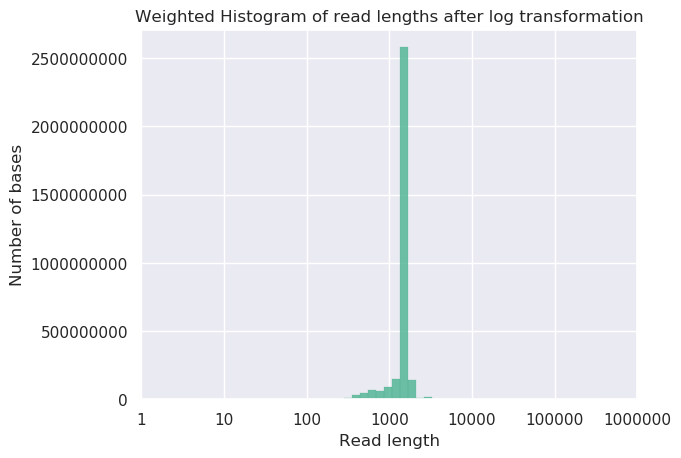 Weighted Histogram of read lengths after log transformation
Number of bases
2500000000
2000000000
1500000000
1000000000
500000000
0
1 10 100 1000 10000 100000 1000000
Read length